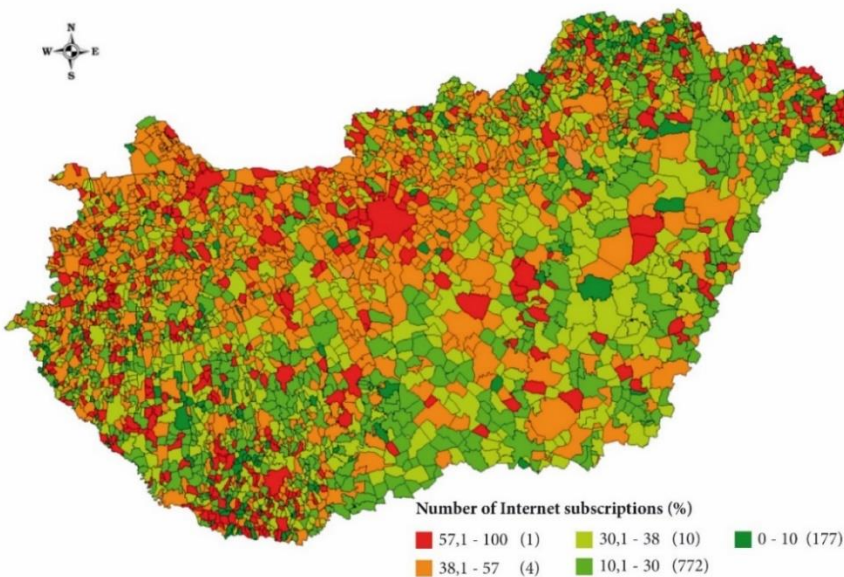 N
W E
S
Number of Internet subscriptions (%)
57,1 - 100 (1) 30,1 - 38 (10) 0 - 10 (177)
38,1 - 57 (4) 10,1 - 30 (772)